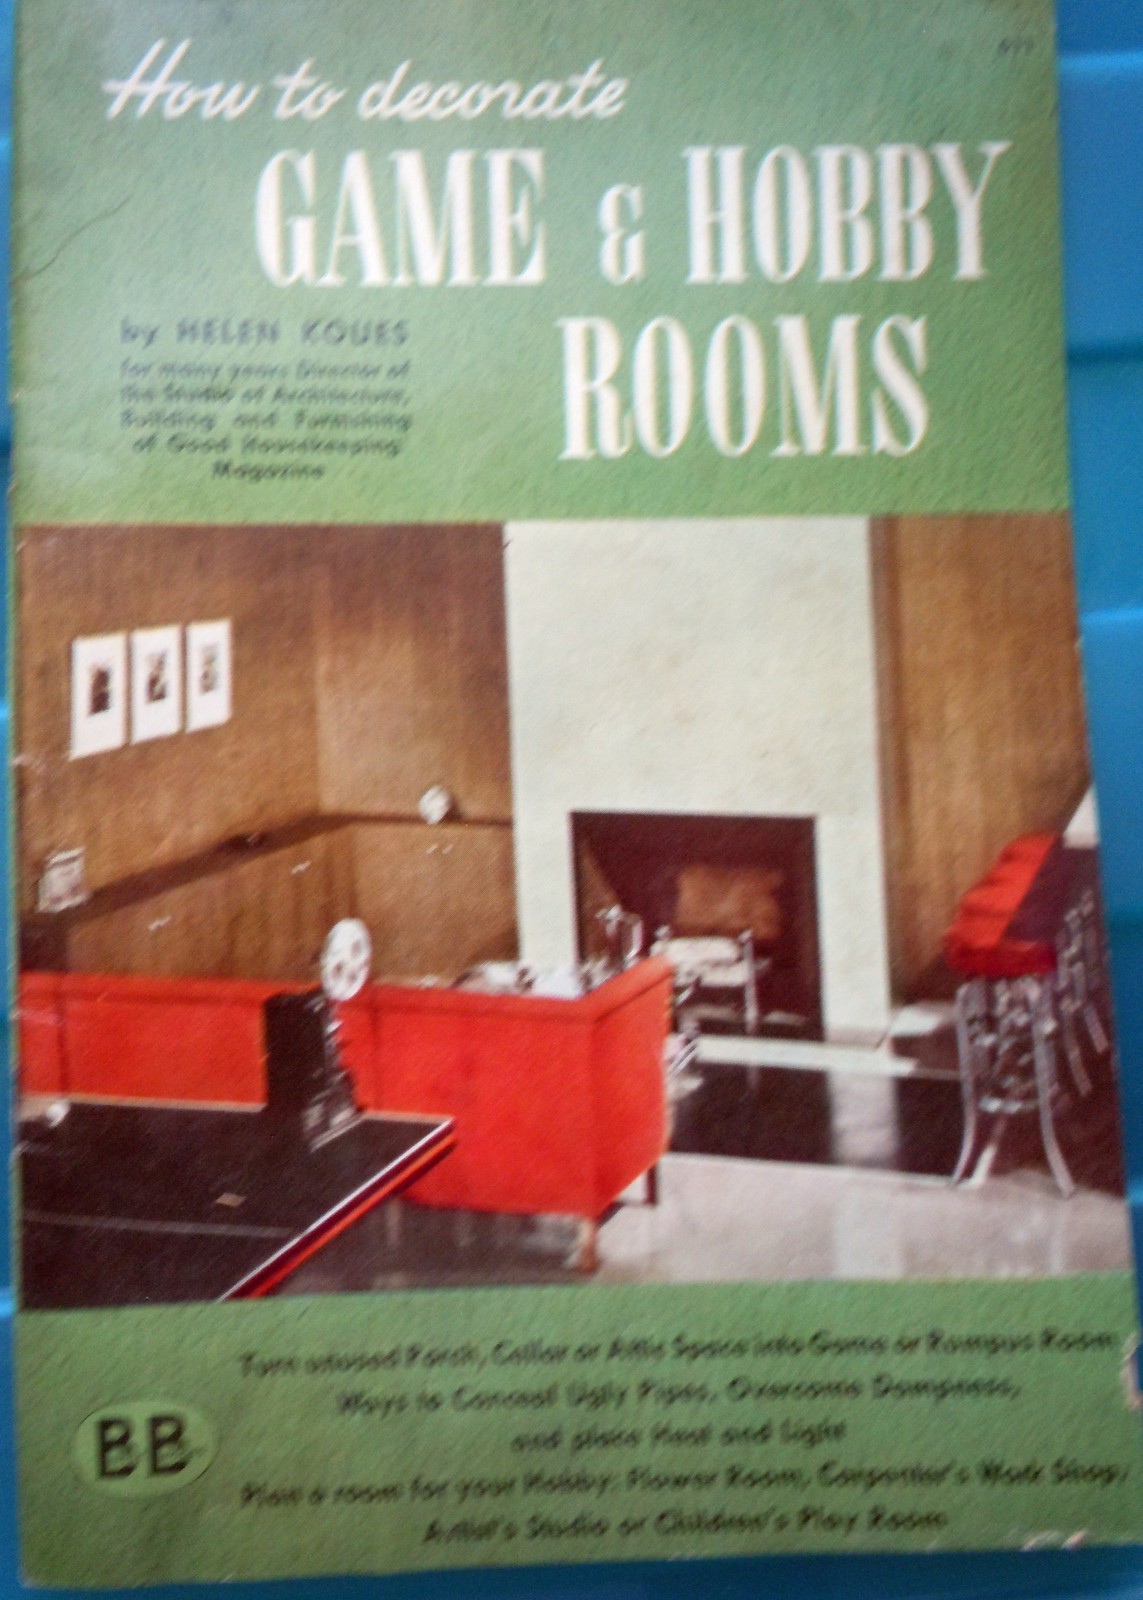 How to decorate
GAME & HOBBY
ROOMS
by HELEN KOUES
for many years Director of
the Studio of Architecture,
Building and Furnishing
of Good Housekeeping
Magazine
Turn unused Porch, Cellar or Attic Space into Game or Rumpus Room
Ways to Conceal Ugly Pipes, Overcome Dampness,
and place Heat and Light
BB
Plan a room for your Hobby: Flower Room, Carpenter's Work Shop,
Artist's Studio or Children's Play Room